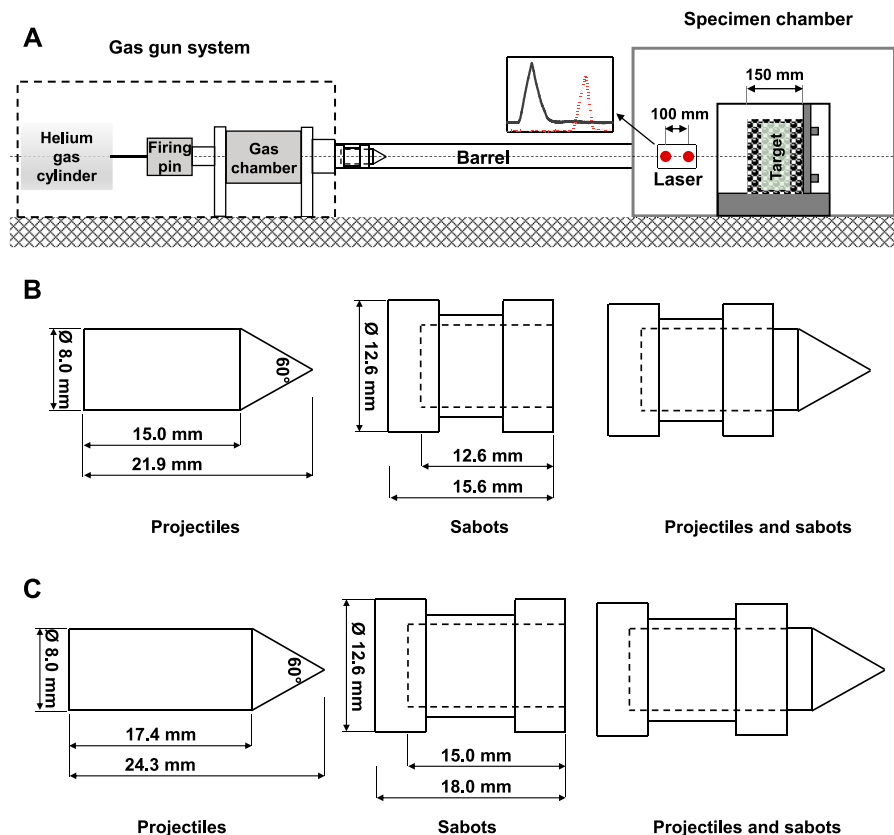 A
Gas gun system
Specimen chamber
150 mm
100 mm
Helium
gas
cylinder
Firing
pin
Gas
chamber
Barrel
Laser
Target
B
Ø 8.0 mm
60°
15.0 mm
21.9 mm
Projectiles
Ø 12.6 mm
12.6 mm
15.6 mm
Sabots
Projectiles and sabots
C
Ø 8.0 mm
60°
17.4 mm
24.3 mm
Projectiles
Ø 12.6 mm
15.0 mm
18.0 mm
Sabots
Projectiles and sabots